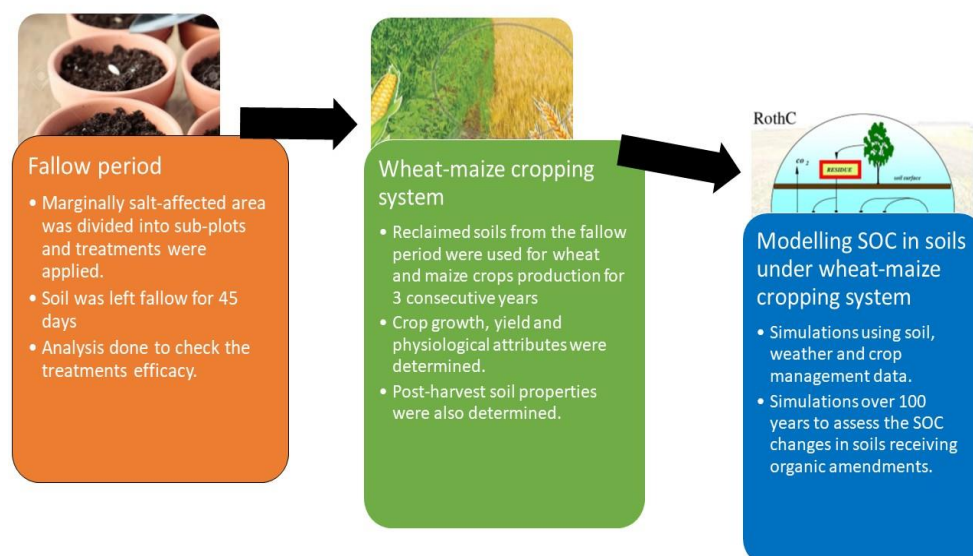 Fallow period
• Marginally salt-affected area
was divided into sub-plots
and treatments were
applied.
• Soil was left fallow for 45
days
• Analysis done to check the
treatments efficacy.
Wheat-maize cropping
system
• Reclaimed soils from the fallow
period were used for wheat
and maize crops production for
3 consecutive years
• Crop growth, yield and
physiological attributes were
determined.
• Post-harvest soil properties
were also determined.
RothC
co 2
RESIDUE
soil surface
Modelling SOC in soils
under wheat-maize
cropping system
• Simulations using soil,
weather and crop
management data.
• Simulations over 100
years to assess the SOC
changes in soils receiving
organic amendments.